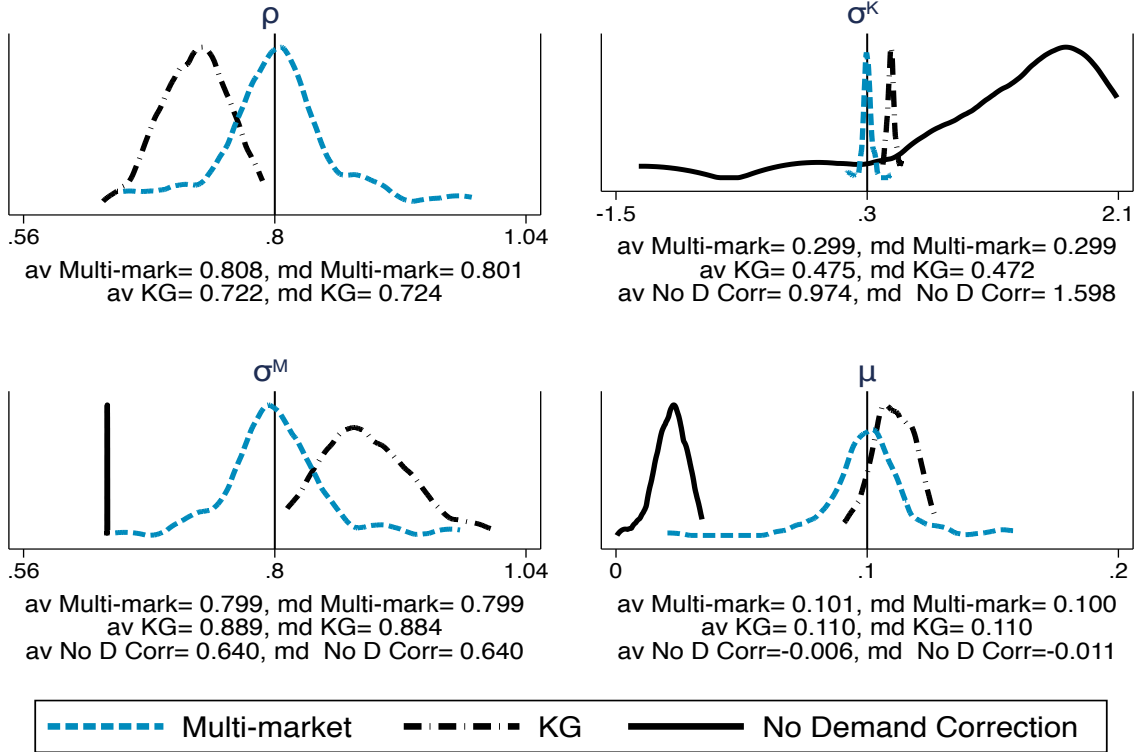 ρ
.56 .8 1.04
av Multi-mark= 0.808, md Multi-mark= 0.801
av KG= 0.722, md KG= 0.724
σᴷ
-1.5 .3 2.1
av Multi-mark= 0.299, md Multi-mark= 0.299
av KG= 0.475, md KG= 0.472
av No D Corr= 0.974, md  No D Corr= 1.598
σᴹ
.56 .8 1.04
av Multi-mark= 0.799, md Multi-mark= 0.799
av KG= 0.889, md KG= 0.884
av No D Corr= 0.640, md  No D Corr= 0.640
μ
0 .1 .2
av Multi-mark= 0.101, md Multi-mark= 0.100
av KG= 0.110, md KG= 0.110
av No D Corr=-0.006, md  No D Corr=-0.011
Multi-market KG No Demand Correction